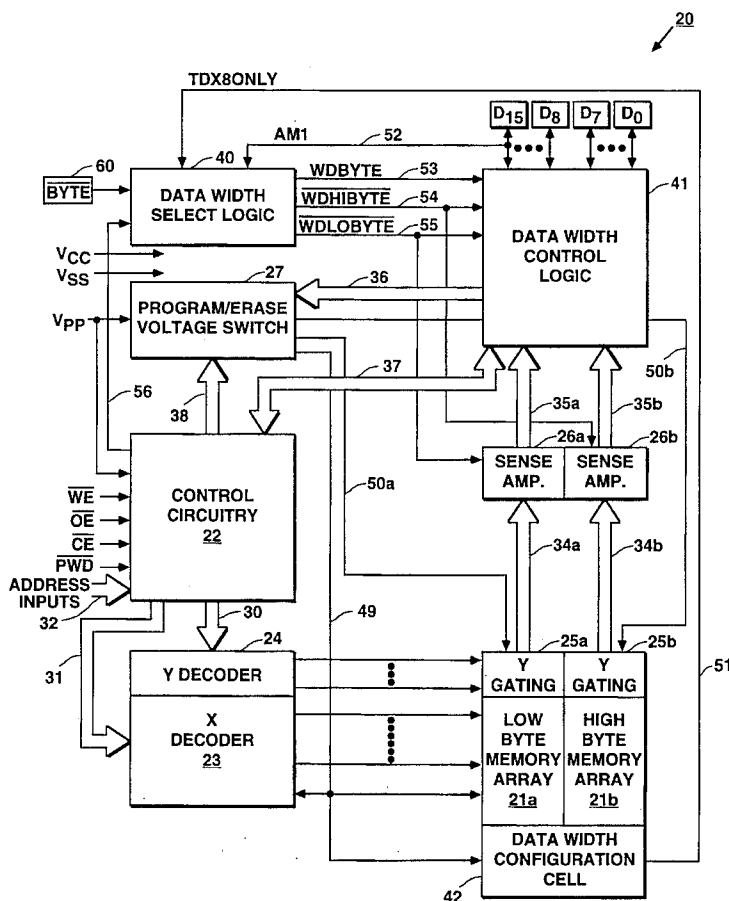 20
TDX8ONLY
D15 D8 D7 D0
AM1 52
60 40
BYTE
DATA WIDTH
SELECT LOGIC
WDBYTE 53
WDHIBYTE 54
WDLOBYTE 55
41
DATA WIDTH
CONTROL
LOGIC
VCC
VSS
27
36
VPP
PROGRAM/ERASE
VOLTAGE SWITCH
56
38
37
35a 35b
50b
26a 26b
SENSE
AMP.
SENSE
AMP.
CONTROL
CIRCUITRY
22
50a
WE
OE
CE
PWD
34a 34b
ADDRESS
INPUTS
32
30
49
31
24
25a 25b
51
Y DECODER
Y
GATING
Y
GATING
X
DECODER
23
LOW
BYTE
MEMORY
ARRAY
21a
HIGH
BYTE
MEMORY
ARRAY
21b
DATA WIDTH
CONFIGURATION
CELL
42